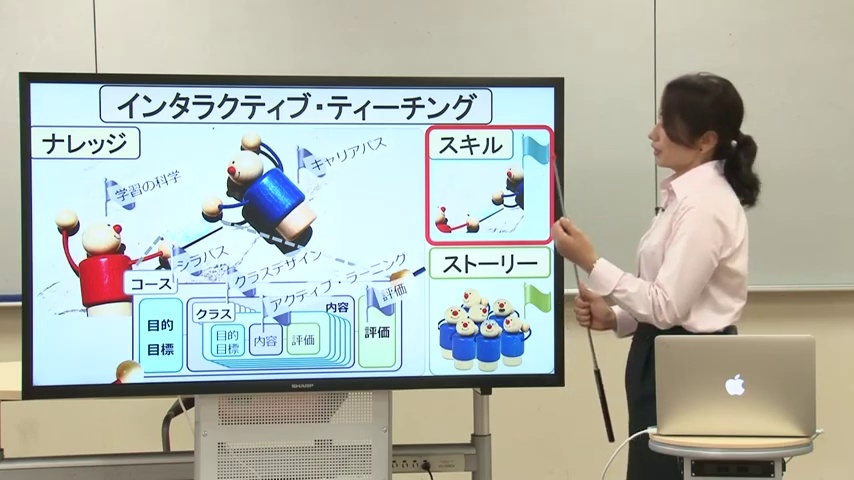 インタラクティブ・ティーチング
ナレッジ
スキル
学習の科学
キャリアパス
シラバス
クラスデザイン
アクティブ・ラーニング
評価
ストーリー
コース
目的
目標
クラス
内容
目的
目標
内容
評価
評価
SHARP